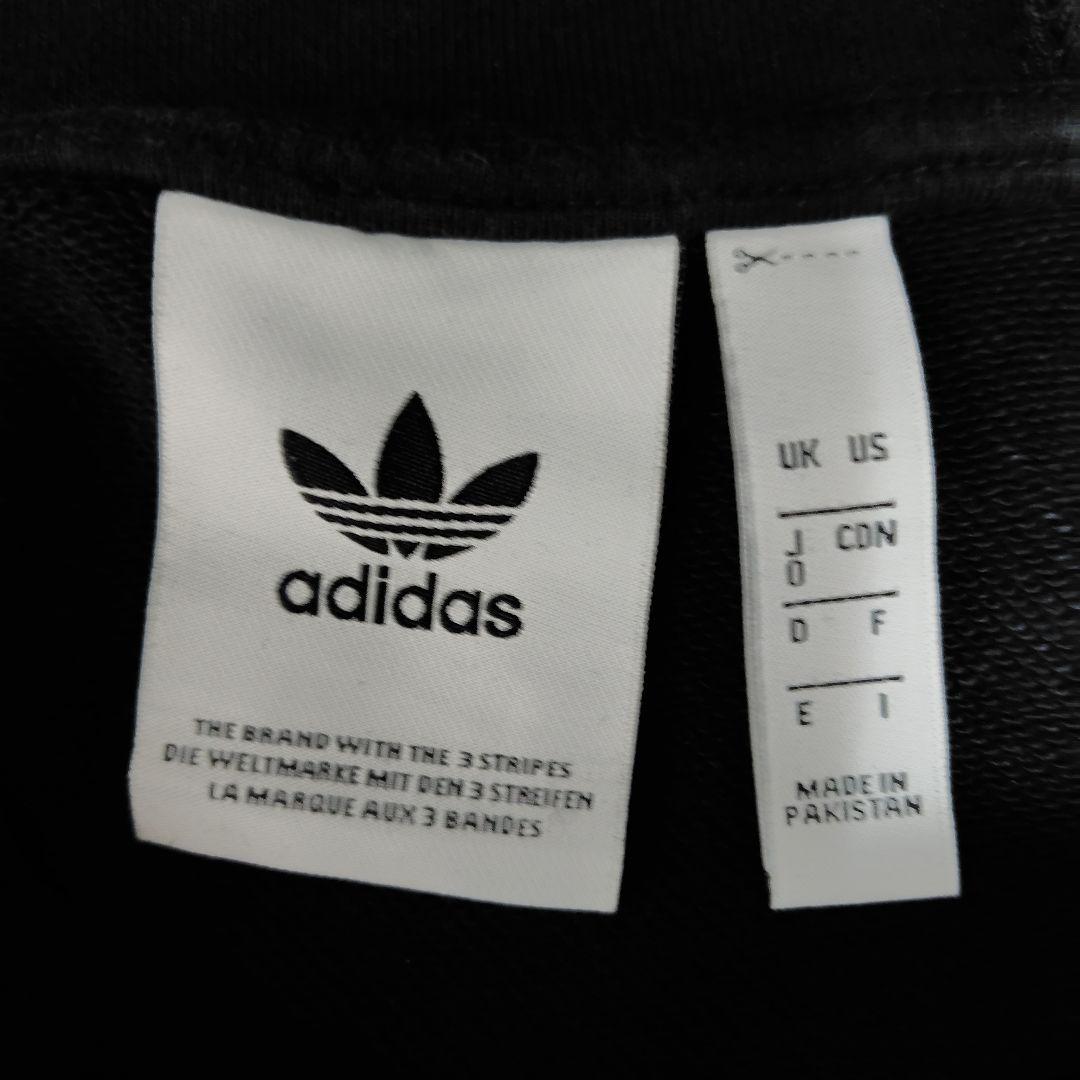 adidas
THE BRAND WITH THE 3 STRIPES
DIE WELTMARKE MIT DEN 3 STREIFEN
LA MARQUE AUX 3 BANDES
UK US
J CDN
O
D F
E I
MADE IN
PAKISTAN